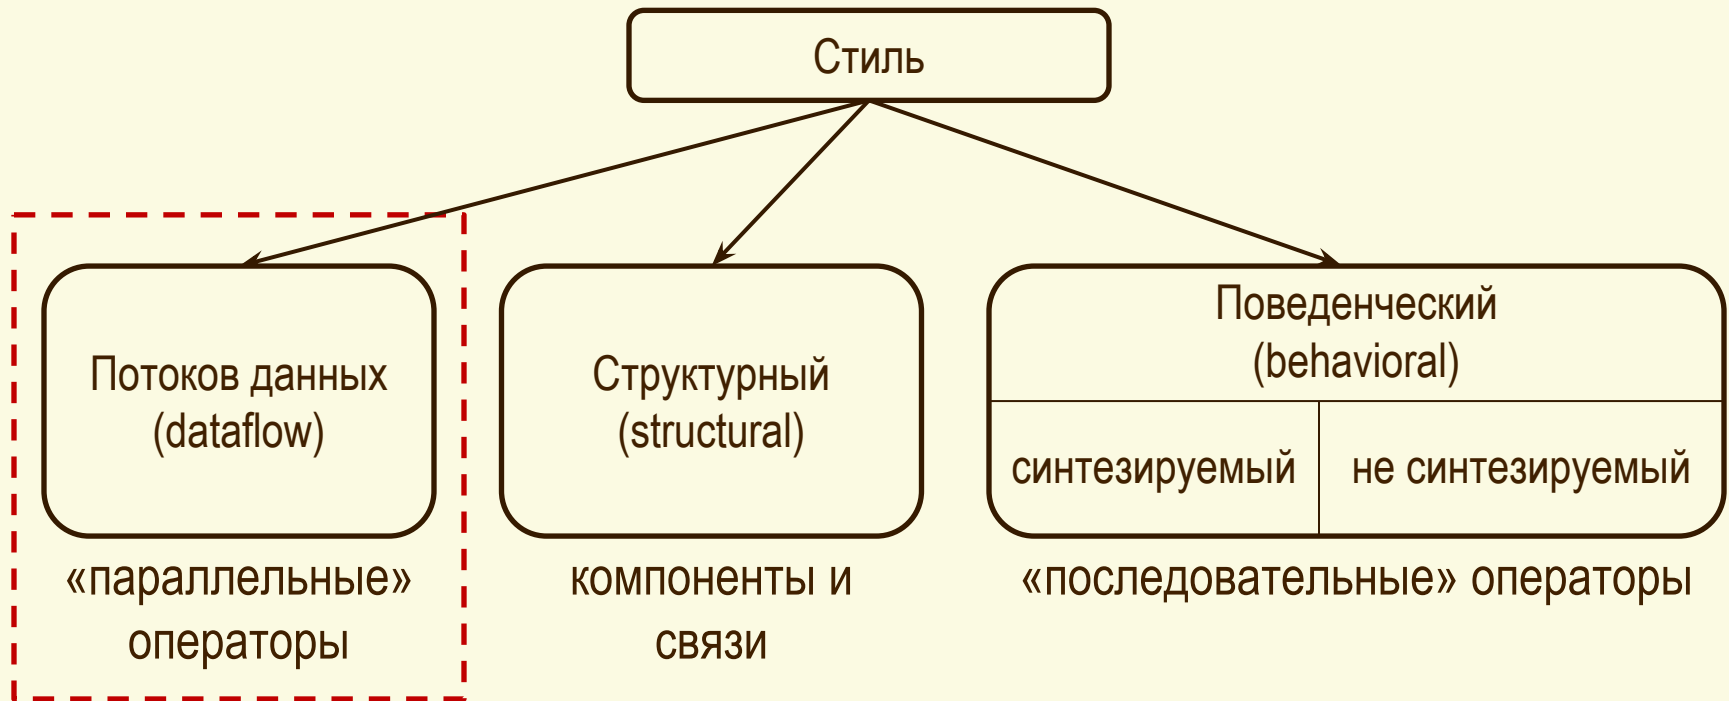 Стиль
Потоков данных
(dataflow)
«параллельные»
операторы
Структурный
(structural)
компоненты и
связи
Поведенческий
(behavioral)
синтезируемый
не синтезируемый
«последовательные» операторы